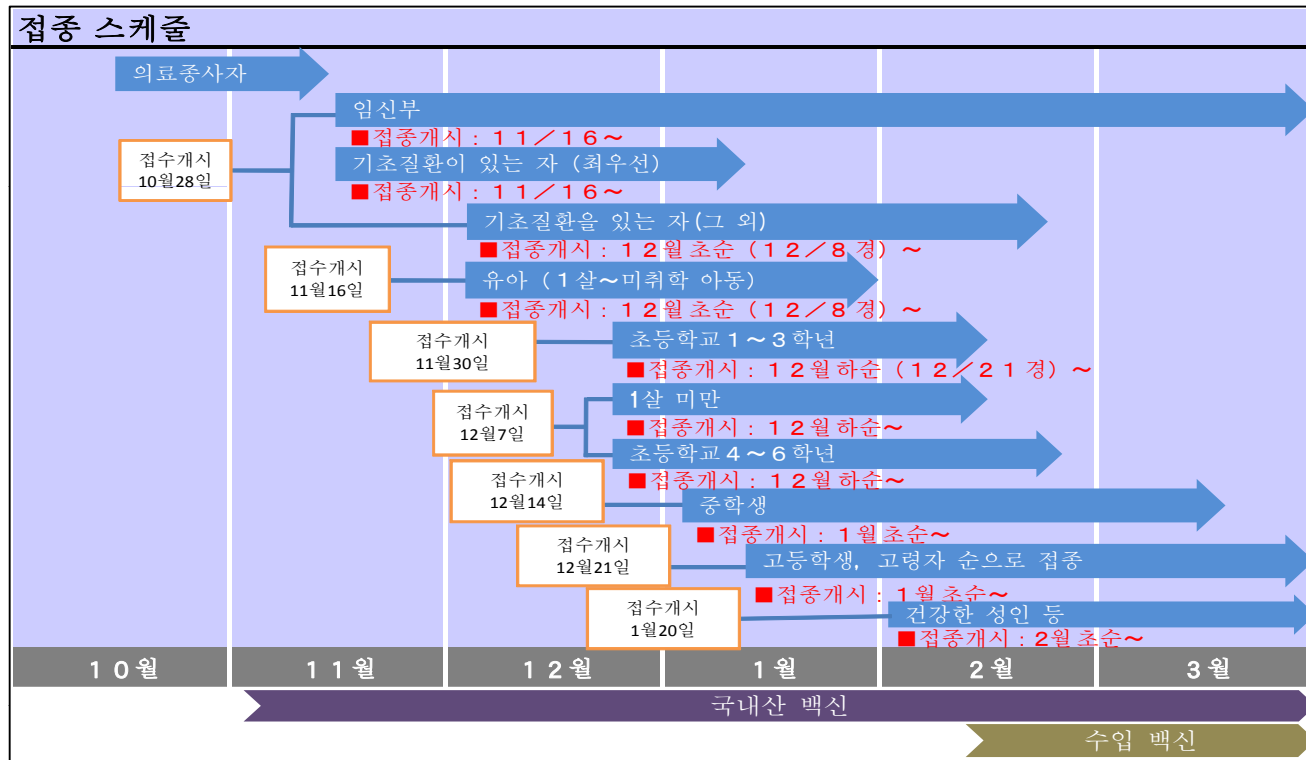 접종 스케줄
의료종사자
임신부
■접종개시 : 11/16~
접수개시
10월28일
기초질환이 있는 자 (최우선)
■접종개시 : 11/16~
기초질환을 있는 자(그 외)
■접종개시 : 12월 초순 (12/8 경) ~
접수개시
11월16일
유아 (1살~미취학 아동)
■접종개시 : 12월 초순 (12/8 경) ~
접수개시
11월30일
초등학교 1~3학년
■접종개시 : 12월 하순 (12/21 경) ~
접수개시
12월7일
1살 미만
■접종개시 : 12월 하순~
초등학교 4~6학년
■접종개시 : 12월 하순~
접수개시
12월14일
중학생
■접종개시 : 1월 초순~
접수개시
12월21일
고등학생, 고령자 순으로 접종
■접종개시 : 1월 초순~
접수개시
1월20일
건강한 성인 등
■접종개시 : 2월 초순~
10월 11월 12월 1월 2월 3월
국내산 백신
수입 백신